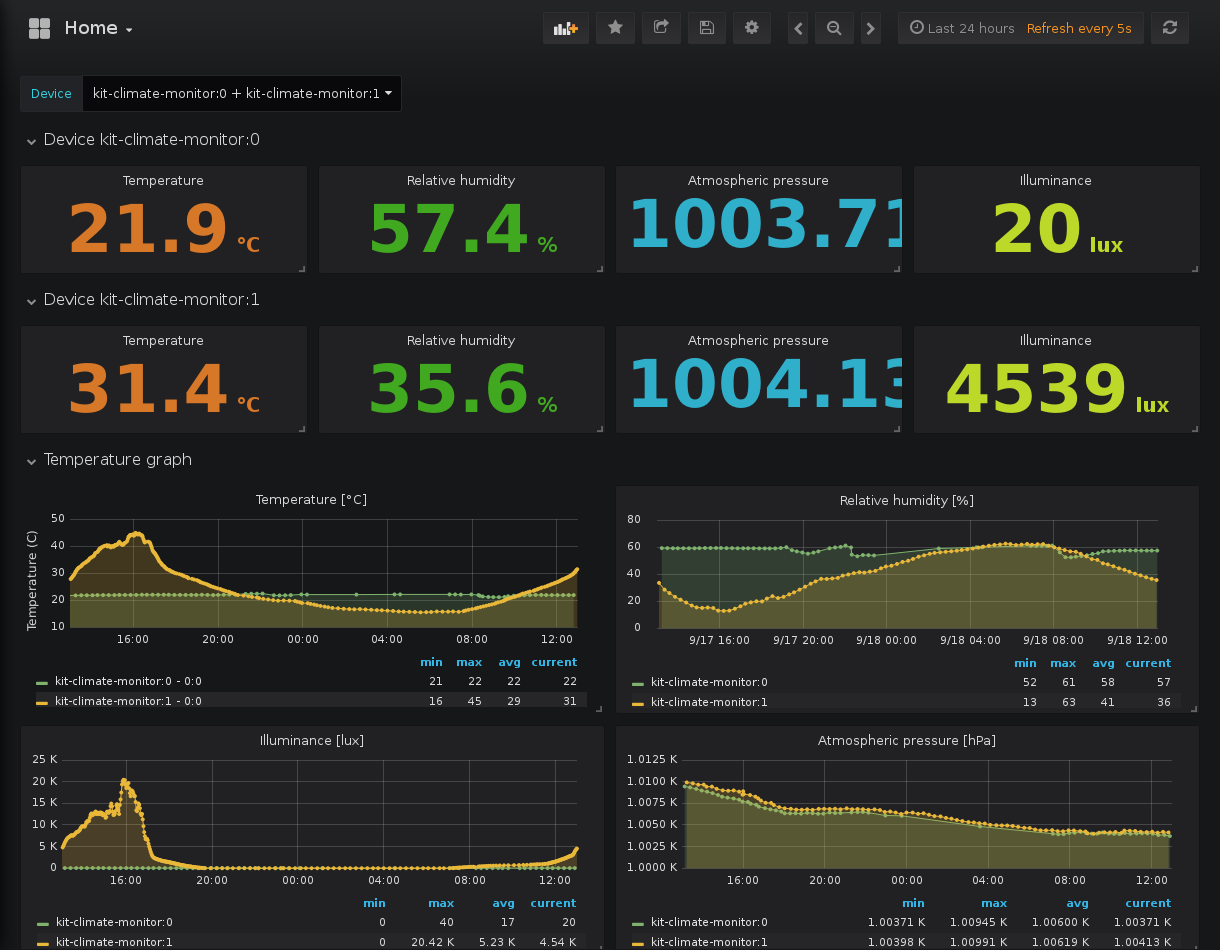 Home
Last 24 hours Refresh every 5s
Device kit-climate-monitor:0 + kit-climate-monitor:1
Device kit-climate-monitor:0
Temperature Relative humidity Atmospheric pressure Illuminance
21.9 °C 57.4 % 1003.71 20 lux
Device kit-climate-monitor:1
Temperature Relative humidity Atmospheric pressure Illuminance
31.4 °C 35.6 % 1004.13 4539 lux
Temperature graph
Temperature [°C]
Temperature (C)
50
40
30
20
10
16:00 20:00 00:00 04:00 08:00 12:00
min max avg current
kit-climate-monitor:0 - 0:0 21 22 22 22
kit-climate-monitor:1 - 0:0 16 45 29 31
Relative humidity [%]
80
60
40
20
0
9/17 16:00 9/17 20:00 9/18 00:00 9/18 04:00 9/18 08:00 9/18 12:00
min max avg current
kit-climate-monitor:0 52 61 58 57
kit-climate-monitor:1 13 63 41 36
Illuminance [lux]
25 K
20 K
15 K
10 K
5 K
0
16:00 20:00 00:00 04:00 08:00 12:00
min max avg current
kit-climate-monitor:0 0 40 17 20
kit-climate-monitor:1 0 20.42 K 5.23 K 4.54 K
Atmospheric pressure [hPa]
1.0125 K
1.0100 K
1.0075 K
1.0050 K
1.0025 K
1.0000 K
16:00 20:00 00:00 04:00 08:00 12:00
min max avg current
kit-climate-monitor:0 1.00371 K 1.00945 K 1.00600 K 1.00371 K
kit-climate-monitor:1 1.00398 K 1.00991 K 1.00619 K 1.00413 K